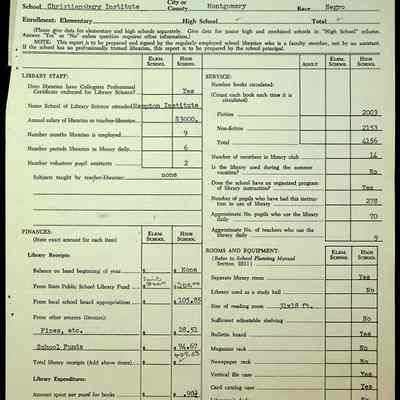 School Christiansburg Institute City or County Montgomery Race Negro
Enrollment: Elementary High School Total
(Please give data for elementary and high schools separately. Give data for junior high and combined schools in "High School" column.
Answer "Yes" or "No" unless question requires other information.)
NOTE: This report is to be prepared and signed by the regularly employed school librarian who is a faculty member, not by an assistant.
If the school has no professionally trained librarian, this report is to be prepared by the school principal.
ELEM. SCHOOL HIGH SCHOOL
LIBRARY STAFF:
Does librarian have Collegiate Professional Certificate endorsed for Library Science? Yes
Name School of Library Science attended Hampton Institute
Annual salary of librarian or teacher-librarian $3000.
Number months librarian is employed 9
Number periods librarian in library daily 6
Number volunteer pupil assistants 2
Subjects taught by teacher-librarian: none
FINANCES:
(Note exact amount for each item)
ELEM. SCHOOL HIGH SCHOOL
Library Receipts:
Balance on hand beginning of year $ $ None
From State Public School Library Fund $ $
From local school board appropriations $ $ 105.85
From other sources (Itemize):
Fines, etc. $ $ 28.51
School Funds $ $ 94.67
Total library receipts (Add above items) $ $
Library Expenditures:
Amount spent per pupil for books $ $ .98½
ADULT ELEM. SCHOOL HIGH SCHOOL
SERVICE:
Number books circulated:
(Count each book each time it is circulated)
Fiction 2003
Non-fiction 2153
Total 4156
Number of members in library club 14
Is the library used during the summer vacation? No
Does the school have an organized program of library instruction? Yes
Number of pupils who have had this instruction in use of library 278
Approximate No. pupils who use the library daily 70
Approximate No. of teachers who use the library daily 9
ROOMS AND EQUIPMENT:
(Refer to School Planning Manual
ELEM. SCHOOL HIGH SCHOOL
Separate library room Yes
Library used as a study hall No
Size of reading room 31x18 ft.
Sufficient adjustable shelving No
Bulletin board Yes
Magazine rack No
Newspaper rack No
Vertical file case Yes
Card catalog case Yes